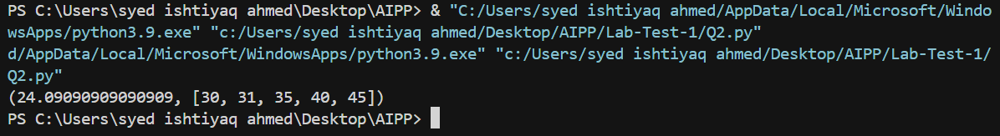 PS C:\Users\syed ishtiyaq ahmed\Desktop\AIPP> & "C:/Users/syed ishtiyaq ahmed/AppData/Local/Microsoft/Windo
wsApps/python3.9.exe" "c:/Users/syed ishtiyaq ahmed/Desktop/AIPP/Lab-Test-1/Q2.py"
d/AppData/Local/Microsoft/WindowsApps/python3.9.exe" "c:/Users/syed ishtiyaq ahmed/Desktop/AIPP/Lab-Test-1/
Q2.py"
(24.09090909090909, [30, 31, 35, 40, 45])
PS C:\Users\syed ishtiyaq ahmed\Desktop\AIPP>